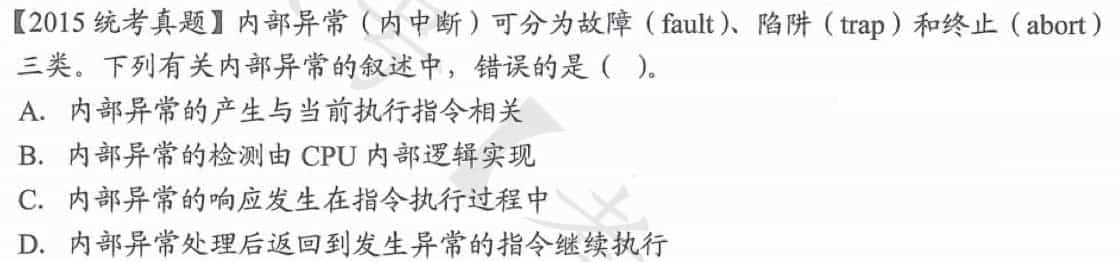 【2015 统考真题】内部异常（内中断）可分为故障（fault）、陷阱（trap）和终止（abort）
三类。下列有关内部异常的叙述中，错误的是（ ）。
A. 内部异常的产生与当前执行指令相关
B. 内部异常的检测由 CPU 内部逻辑实现
C. 内部异常的响应发生在指令执行过程中
D. 内部异常处理后返回到发生异常的指令继续执行